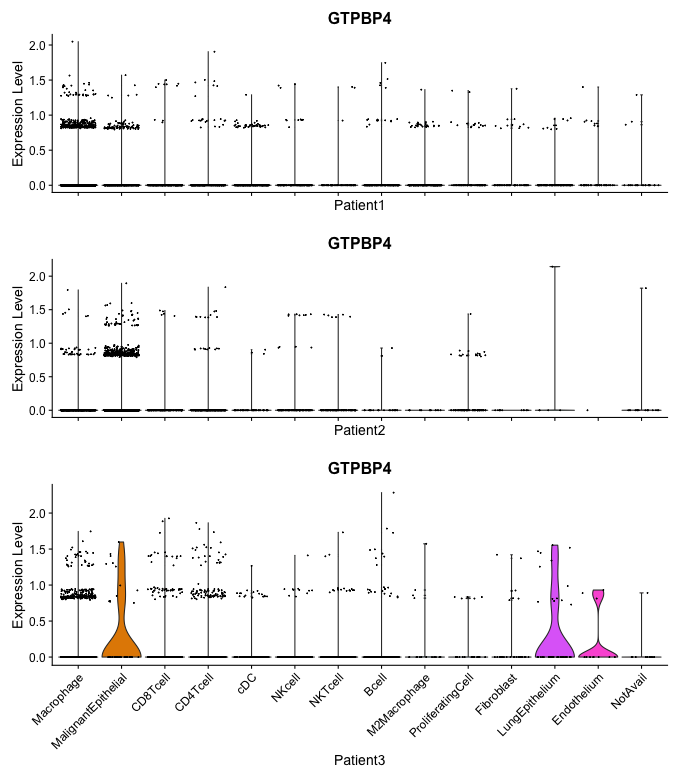 GTPBP4
Expression Level
2.0
1.5
1.0
0.5
0.0
Patient1
GTPBP4
Expression Level
2.0
1.5
1.0
0.5
0.0
Patient2
GTPBP4
Expression Level
2.0
1.5
1.0
0.5
0.0
Macrophage
MalignantEpithelial
CD8Tcell
CD4Tcell
cDC
NKcell
NKTcell
Bcell
M2Macrophage
ProliferatingCell
Fibroblast
LungEpithelium
Endothelium
NotAvail
Patient3